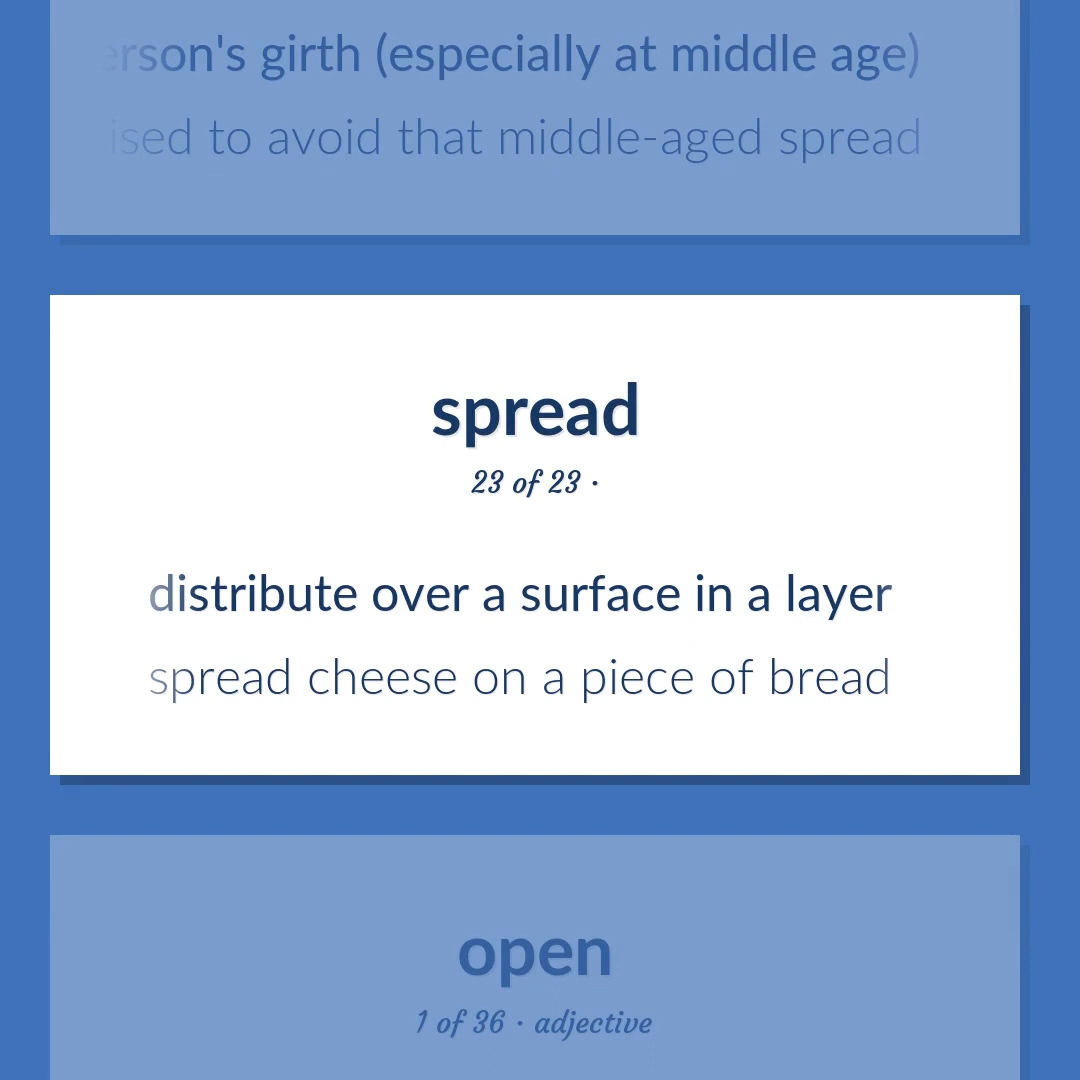 erson's girth (especially at middle age)
ised to avoid that middle-aged spread
spread
23 of 23 ·
distribute over a surface in a layer
spread cheese on a piece of bread
open
1 of 36 · adjective